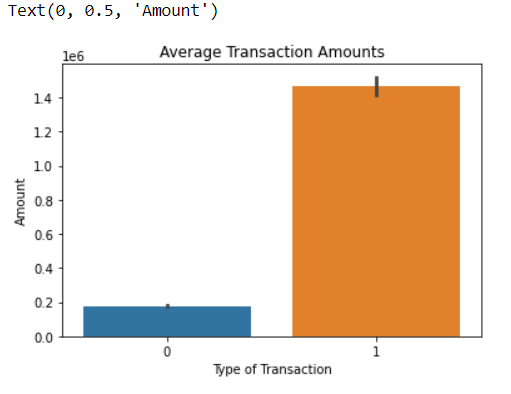 Text(0, 0.5, 'Amount')
1e6
Average Transaction Amounts
1.4
1.2
1.0
0.8
0.6
0.4
0.2
0.0
Amount
0
1
Type of Transaction